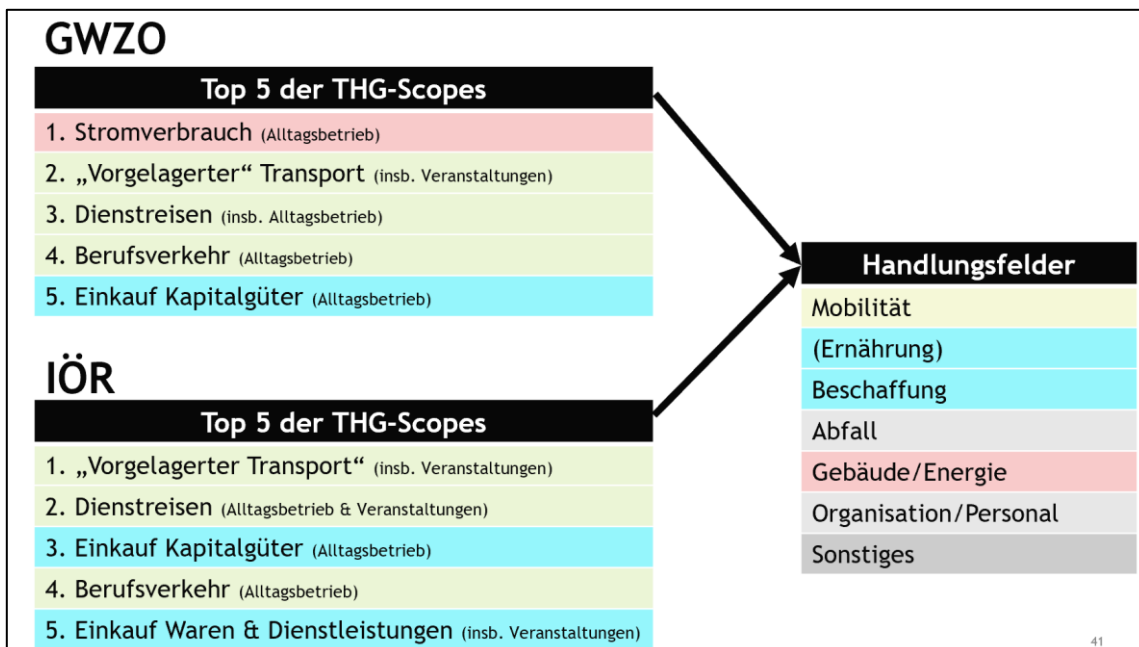 GWZO
Top 5 der THG-Scopes
1. Stromverbrauch (Alltagsbetrieb)
2. „Vorgelagerter“ Transport (insb. Veranstaltungen)
3. Dienstreisen (insb. Alltagsbetrieb)
4. Berufsverkehr (Alltagsbetrieb)
5. Einkauf Kapitalgüter (Alltagsbetrieb)
IÖR
Top 5 der THG-Scopes
1. „Vorgelagerter Transport“ (insb. Veranstaltungen)
2. Dienstreisen (Alltagsbetrieb & Veranstaltungen)
3. Einkauf Kapitalgüter (Alltagsbetrieb)
4. Berufsverkehr (Alltagsbetrieb)
5. Einkauf Waren & Dienstleistungen (insb. Veranstaltungen)
Handlungsfelder
Mobilität
(Ernährung)
Beschaffung
Abfall
Gebäude/Energie
Organisation/Personal
Sonstiges
41